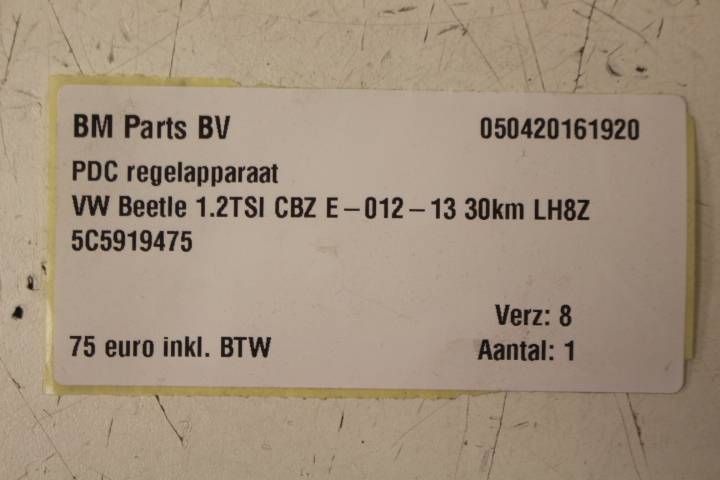 BM Parts BV 050420161920
PDC regelapparaat
VW Beetle 1.2TSI CBZ E-012-13 30km LH8Z
5C5919475
Verz: 8
75 euro inkl. BTW Aantal: 1